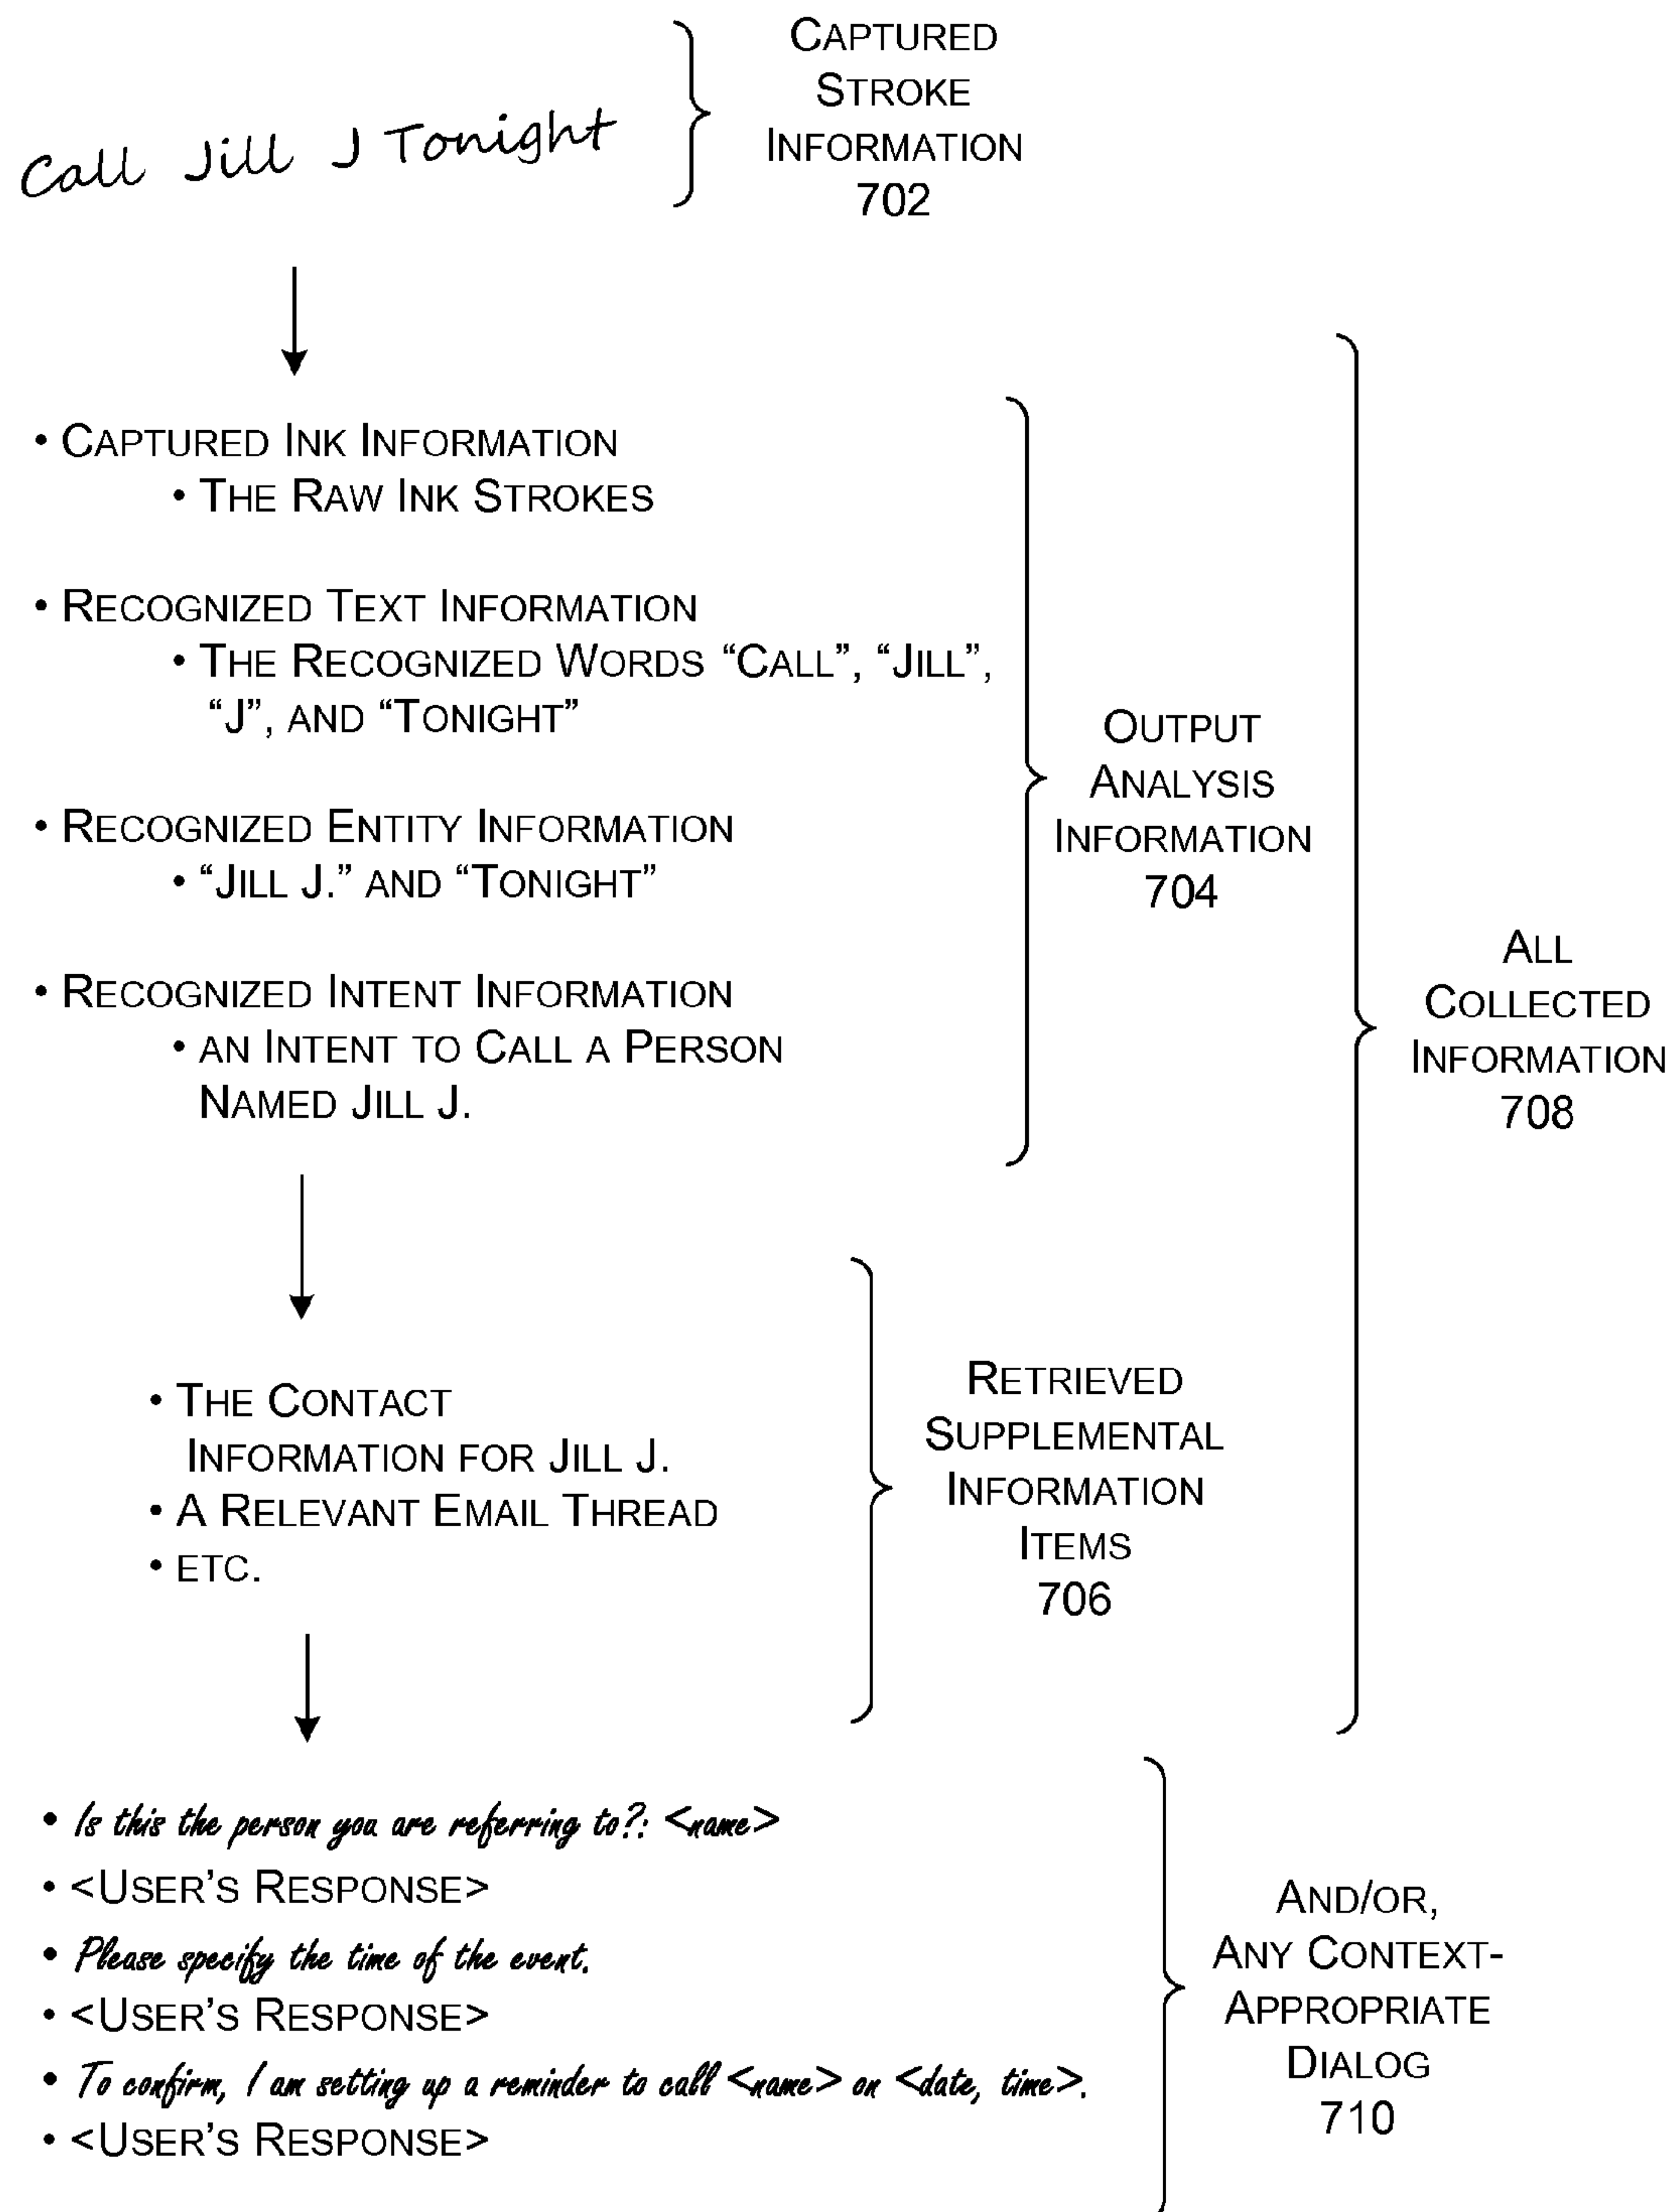 Call Jill J Tonight
CAPTURED
STROKE
INFORMATION
702
• CAPTURED INK INFORMATION
• THE RAW INK STROKES
• RECOGNIZED TEXT INFORMATION
• THE RECOGNIZED WORDS “CALL”, “JILL”,
“J”, AND “TONIGHT”
• RECOGNIZED ENTITY INFORMATION
• “JILL J.” AND “TONIGHT”
• RECOGNIZED INTENT INFORMATION
• AN INTENT TO CALL A PERSON
NAMED JILL J.
OUTPUT
ANALYSIS
INFORMATION
704
ALL
COLLECTED
INFORMATION
708
• THE CONTACT
INFORMATION FOR JILL J.
• A RELEVANT EMAIL THREAD
• ETC.
RETRIEVED
SUPPLEMENTAL
INFORMATION
ITEMS
706
• Is this the person you are referring to?: <name>
• <USER’S RESPONSE>
• Please specify the time of the event.
• <USER’S RESPONSE>
• To confirm, I am setting up a reminder to call <name> on <date, time>.
• <USER’S RESPONSE>
AND/OR,
ANY CONTEXT-
APPROPRIATE
DIALOG
710